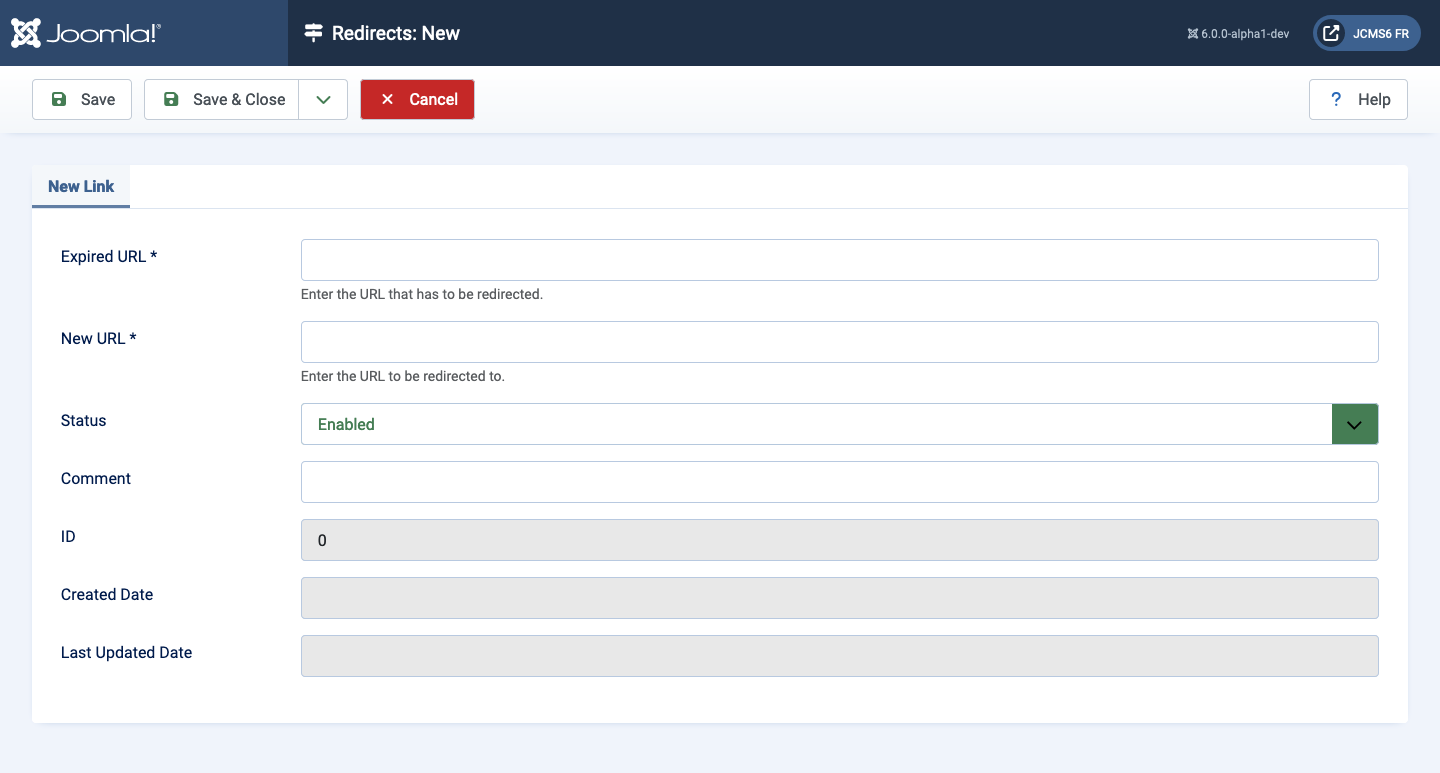 Joomla!®
Redirects: New
6.0.0-alpha1-dev
JCMS6 FR
Save
Save & Close
Cancel
? Help
New Link
Expired URL *
Enter the URL that has to be redirected.
New URL *
Enter the URL to be redirected to.
Status
Enabled
Comment
ID
0
Created Date
Last Updated Date